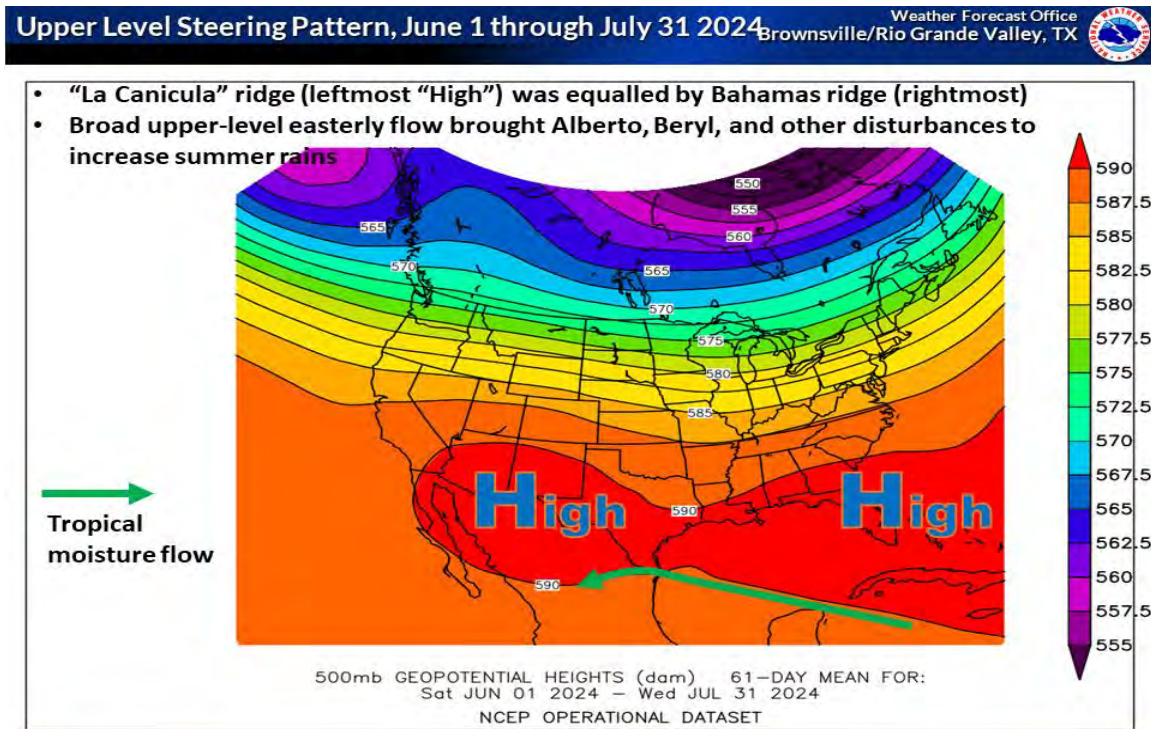 Upper Level Steering Pattern, June 1 through July 31 2024
Weather Forecast Office
Brownsville/Rio Grande Valley, TX
• “La Canicula” ridge (leftmost “High”) was equalled by Bahamas ridge (rightmost)
• Broad upper-level easterly flow brought Alberto, Beryl, and other disturbances to
increase summer rains
550
555
560
565
565
570
570
575
580
585
590
590
High
High
Tropical
moisture flow
590
587.5
585
582.5
580
577.5
575
572.5
570
567.5
565
562.5
560
557.5
555
500mb GEOPOTENTIAL HEIGHTS (dam) 61-DAY MEAN FOR:
Sat JUN 01 2024 – Wed JUL 31 2024
NCEP OPERATIONAL DATASET